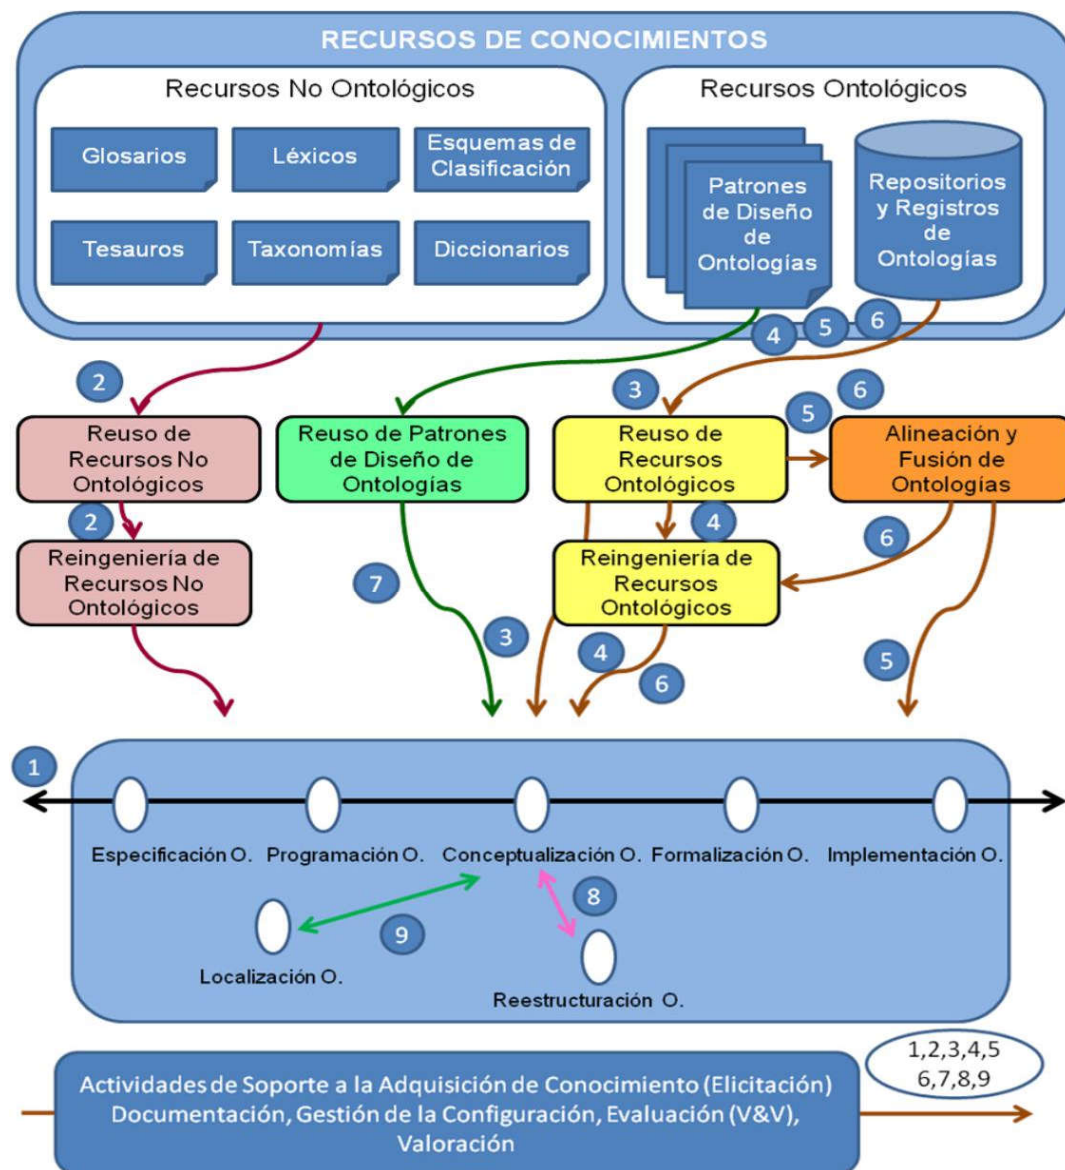 RECURSOS DE CONOCIMIENTOS
Recursos No Ontológicos
Glosarios
Léxicos
Esquemas de
Clasificación
Tesauros
Taxonomías
Diccionarios
Recursos Ontológicos
Patrones
de Diseño
de
Ontologías
Repositorios
y Registros
de
Ontologías
4
5
6
2
3
5
6
Reuso de
Recursos No
Ontológicos
Reuso de Patrones
de Diseño de
Ontologías
Reuso de
Recursos
Ontológicos
Alineación y
Fusión de
Ontologías
2
4
6
Reingeniería de
Recursos No
Ontológicos
Reingeniería de
Recursos
Ontológicos
7
3
4
6
5
1
Especificación O.
Programación O.
Conceptualización O.
Formalización O.
Implementación O.
8
9
Localización O.
Reestructuración O.
Actividades de Soporte a la Adquisición de Conocimiento (Elicitación)
Documentación, Gestión de la Configuración, Evaluación (V&V),
Valoración
1,2,3,4,5
6,7,8,9